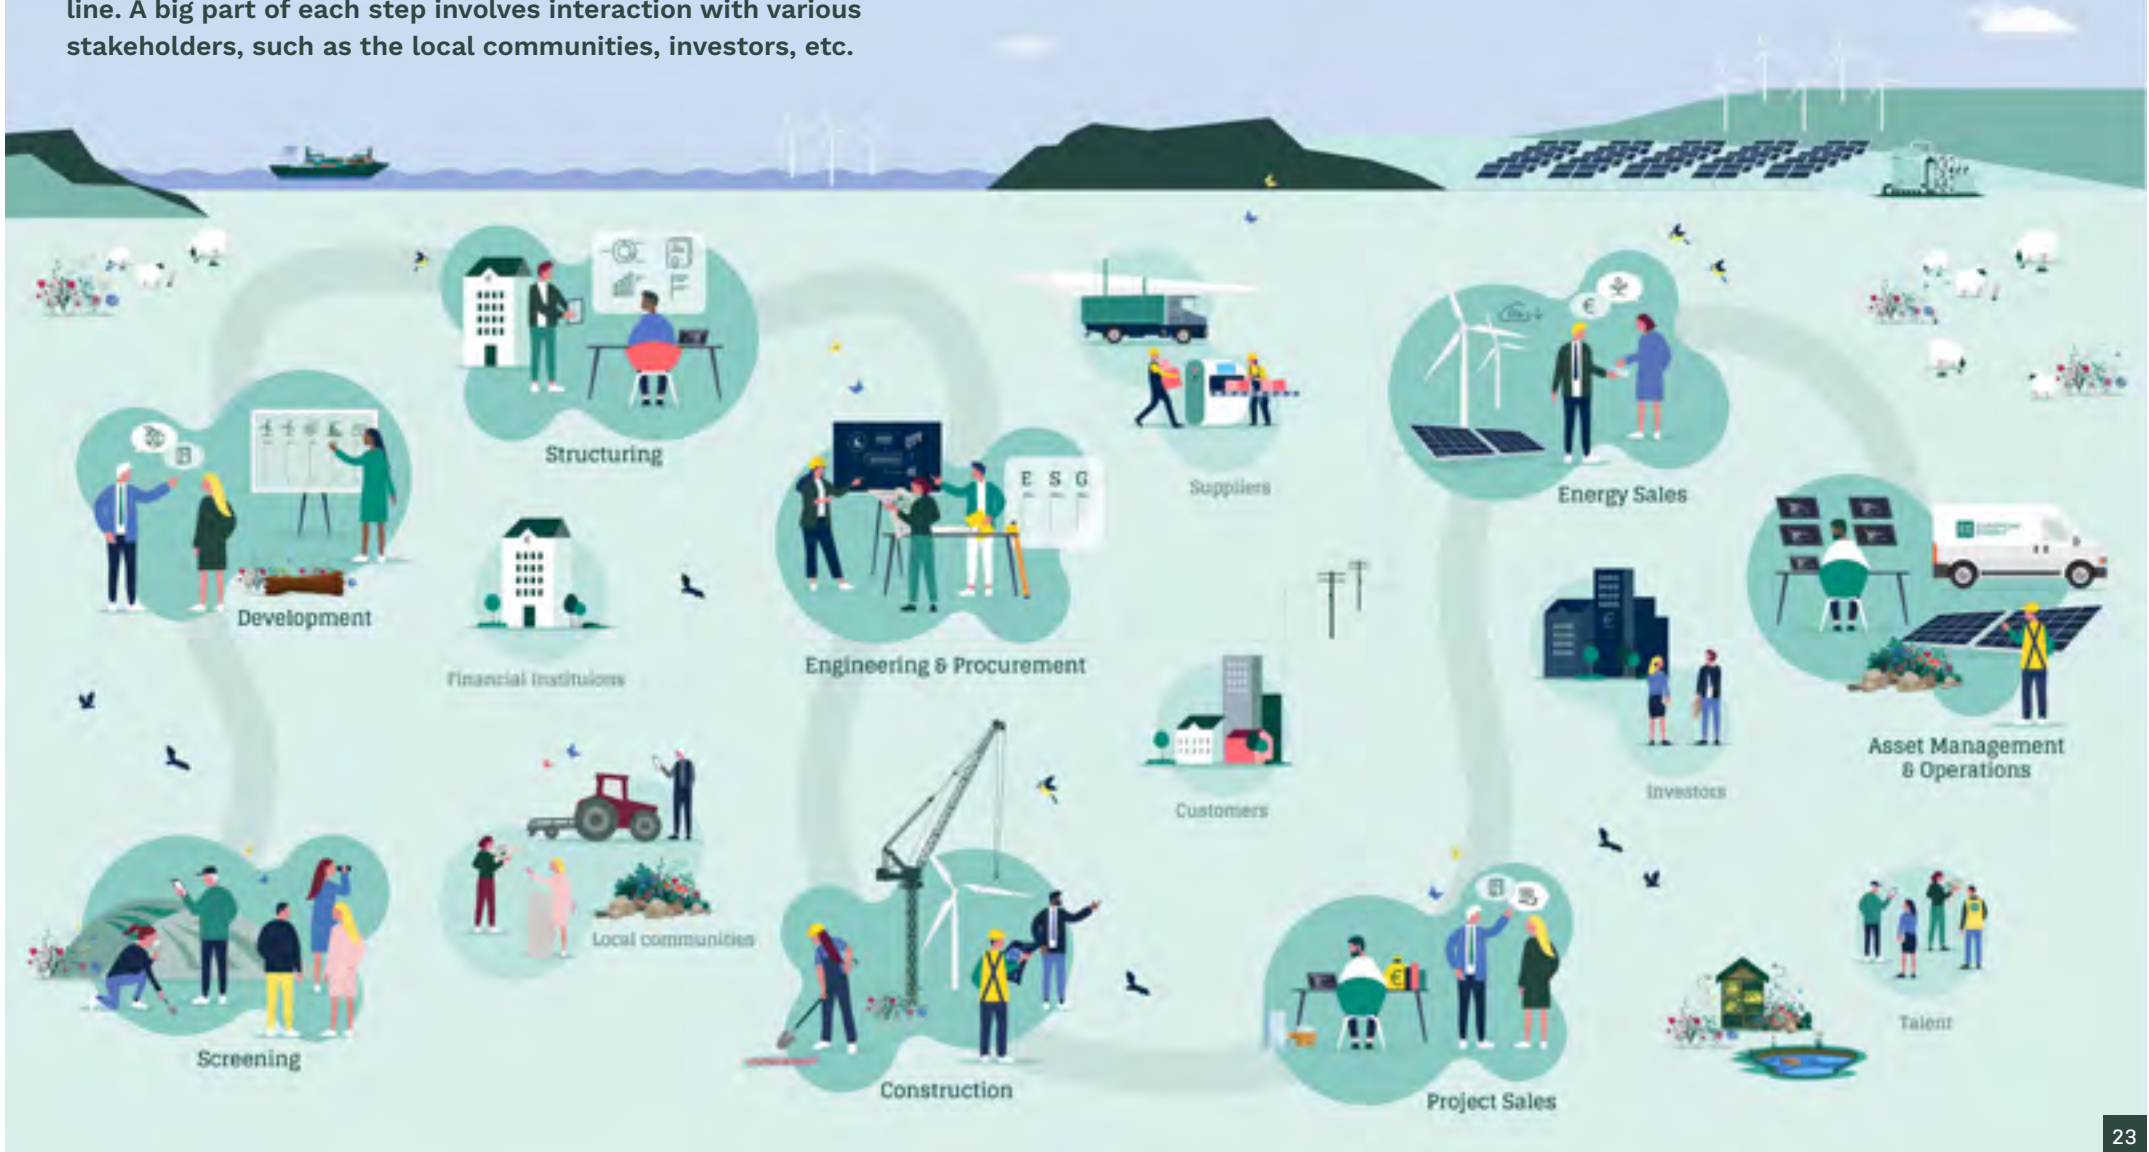 line. A big part of each step involves interaction with various
stakeholders, such as the local communities, investors, etc.
Structuring
Development
Suppliers
Energy Sales
E S G
Financial Instituions
Engineering & Procurement
Asset Management
& Operations
Investors
Customers
Local communities
Screening
Construction
Project Sales
Talent
23